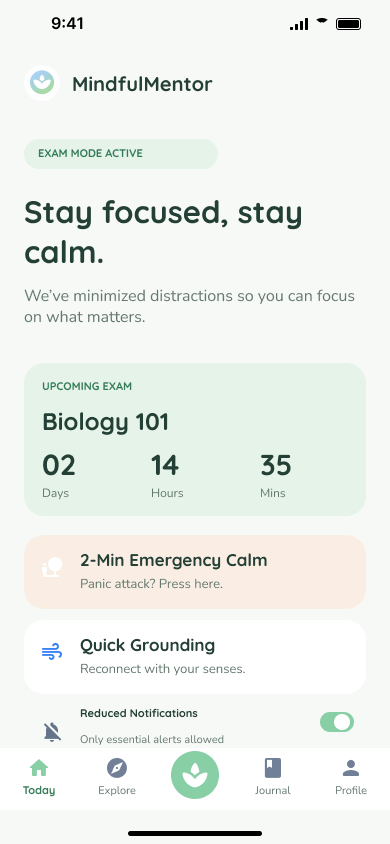 9:41
MindfulMentor
EXAM MODE ACTIVE
Stay focused, stay
calm.
We've minimized distractions so you can focus
on what matters.
UPCOMING EXAM
Biology 101
02 14 35
Days Hours Mins
2-Min Emergency Calm
Panic attack? Press here.
Quick Grounding
Reconnect with your senses.
Reduced Notifications
Only essential alerts allowed
Today Explore Journal Profile